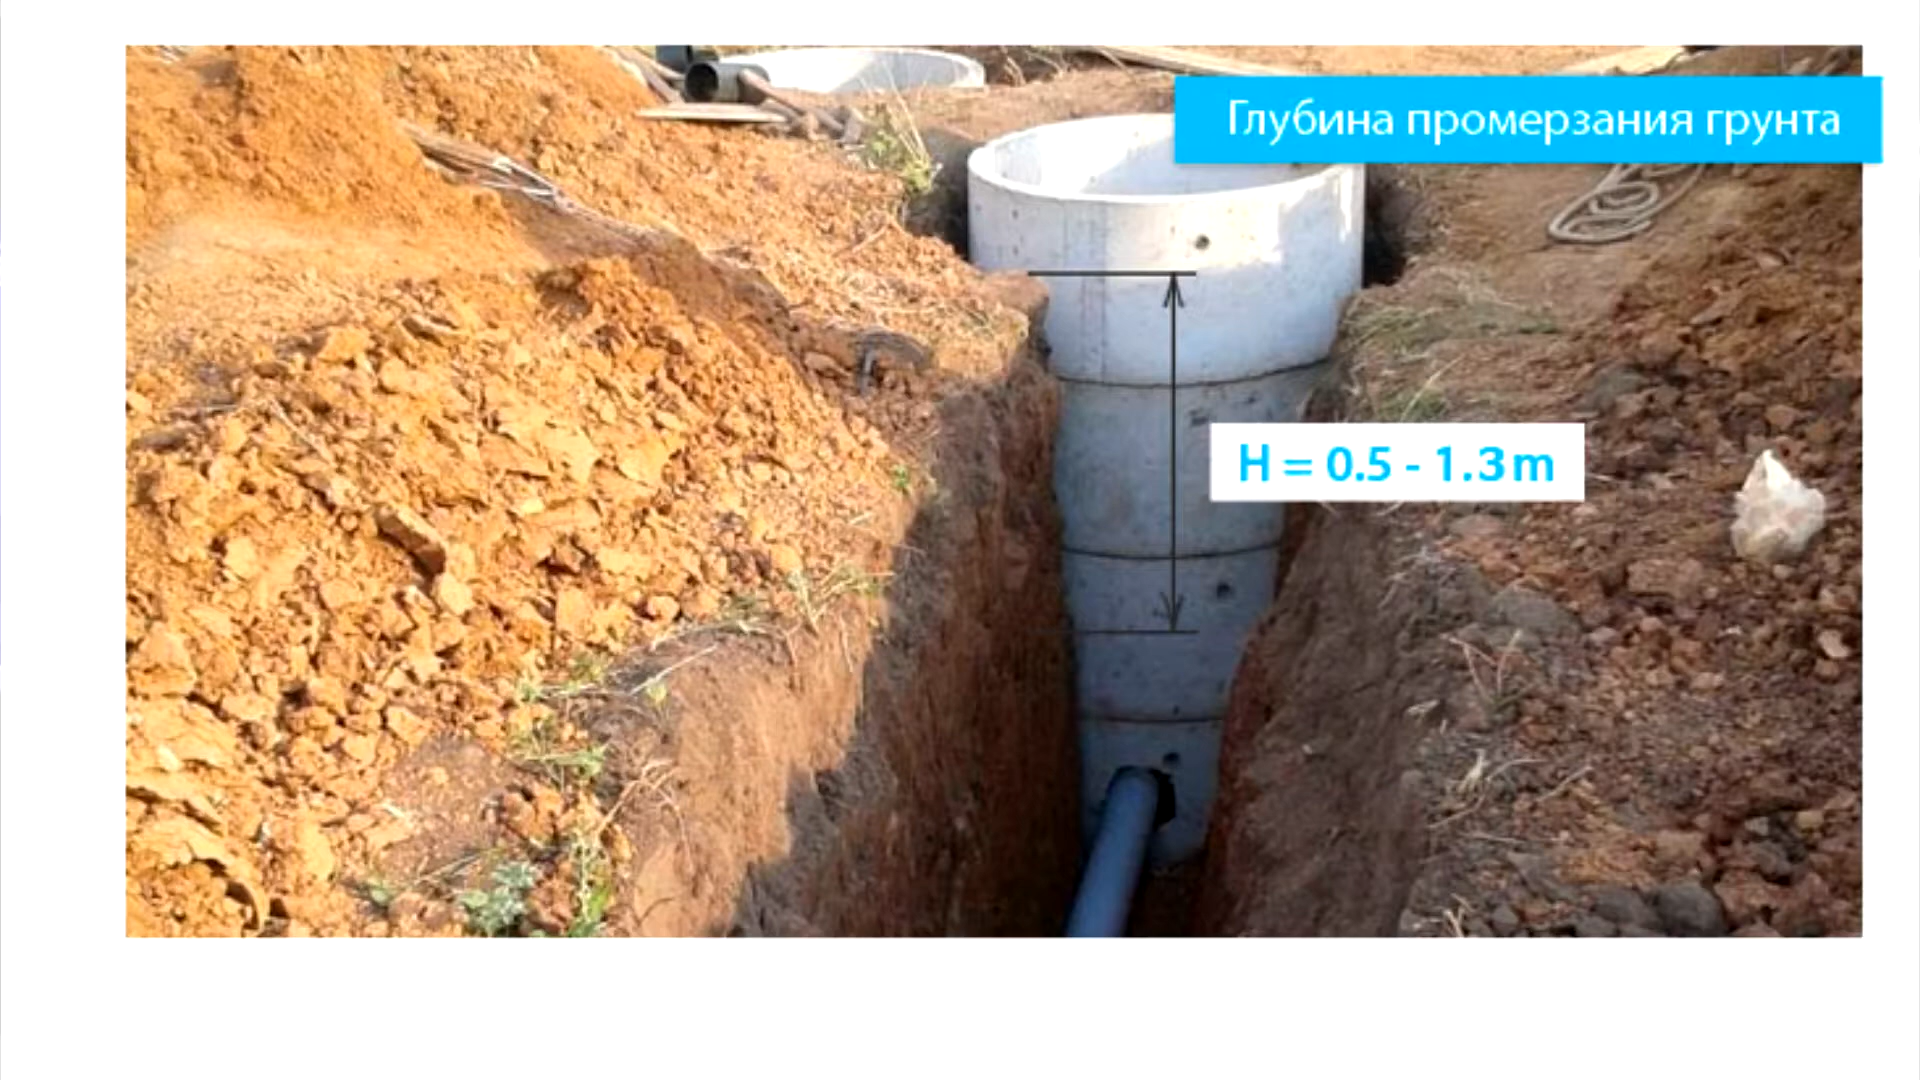 Глубина промерзания грунта
H = 0.5 - 1.3 m